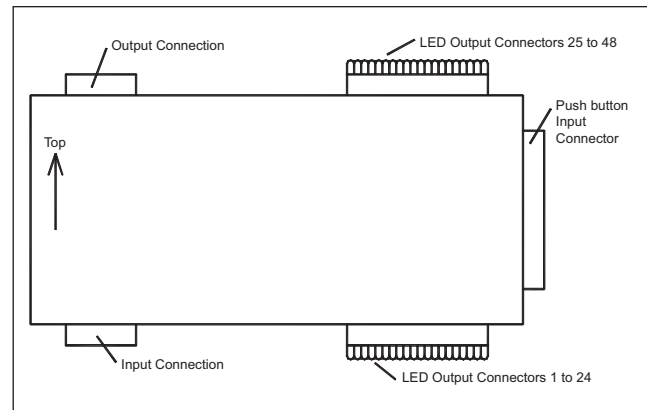 Output Connection
LED Output Connectors 25 to 48
Push button
Input
Connector
Top
Input Connection
LED Output Connectors 1 to 24